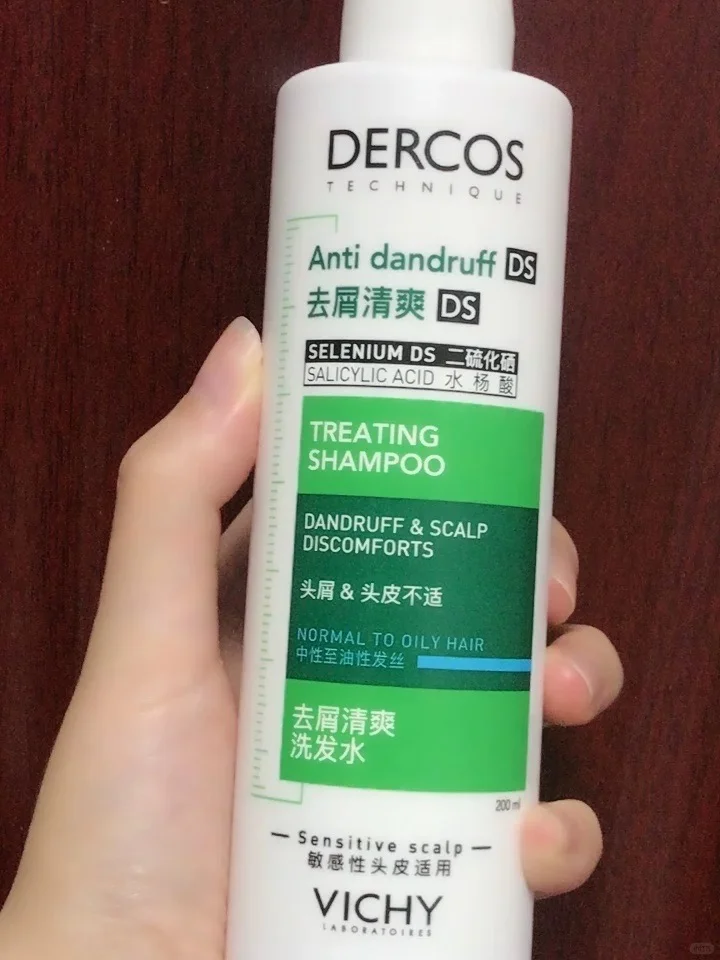 DERCOS
TECHNIQUE
Anti dandruff DS
去屑清爽 DS
SELENIUM DS 二硫化硒
SALICYLIC ACID 水杨酸
TREATING
SHAMPOO
DANDRUFF & SCALP
DISCOMFORTS
头屑 & 头皮不适
NORMAL TO OILY HAIR
中性至油性发丝
去屑清爽
洗发水
200 ml
Sensitive scalp
敏感性头皮适用
VICHY
LABORATOIRES